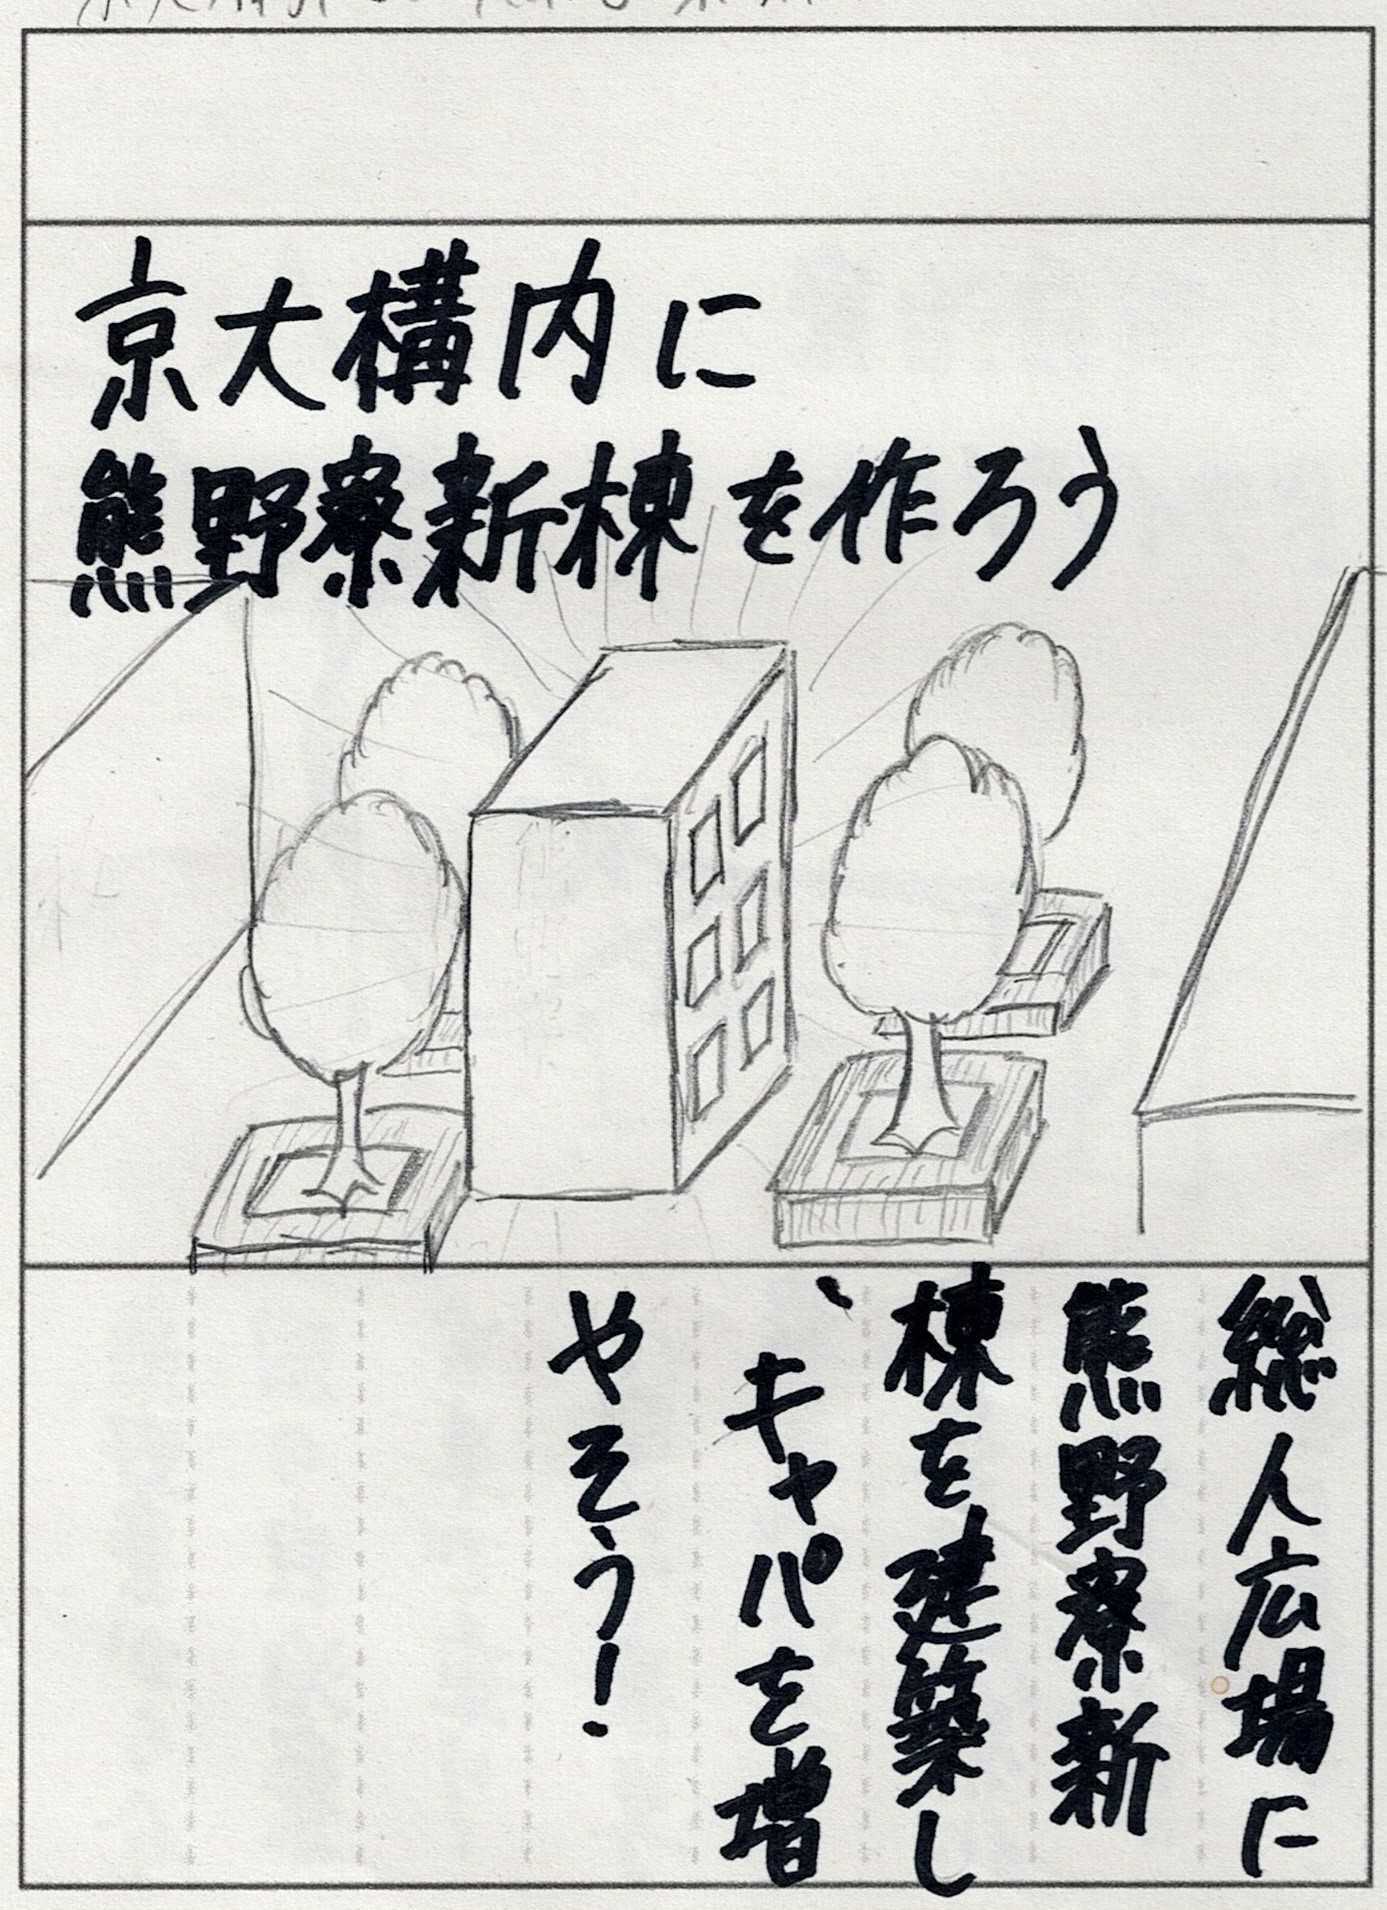 京大構内に
熊野寮新棟を作ろう
総人広場に
熊野寮新
棟を建築し
、キャパを増
やそう！